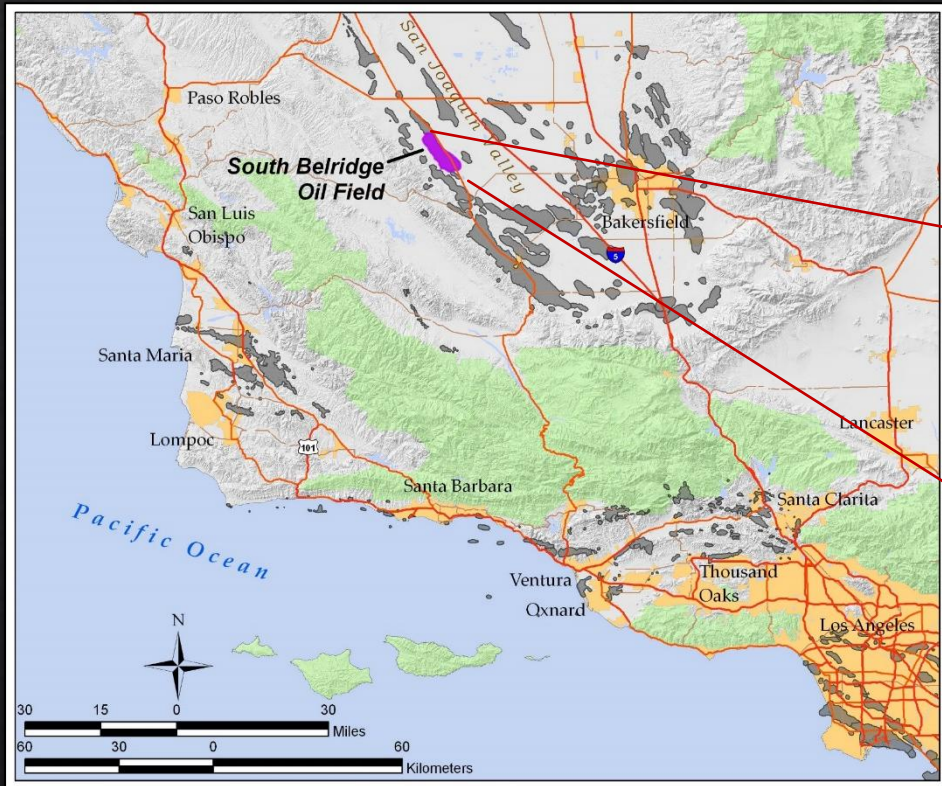 San Joaquin Valley
Paso Robles
South Belridge
Oil Field
San Luis
Obispo
Bakersfield
5
Santa Maria
Lompoc
101
Lancaster
Santa Barbara
Santa Clarita
Pacific Ocean
Ventura
Thousand
Oaks
Qxnard
Los Angeles
N
30 15 0 30
Miles
60 30 0 60
Kilometers